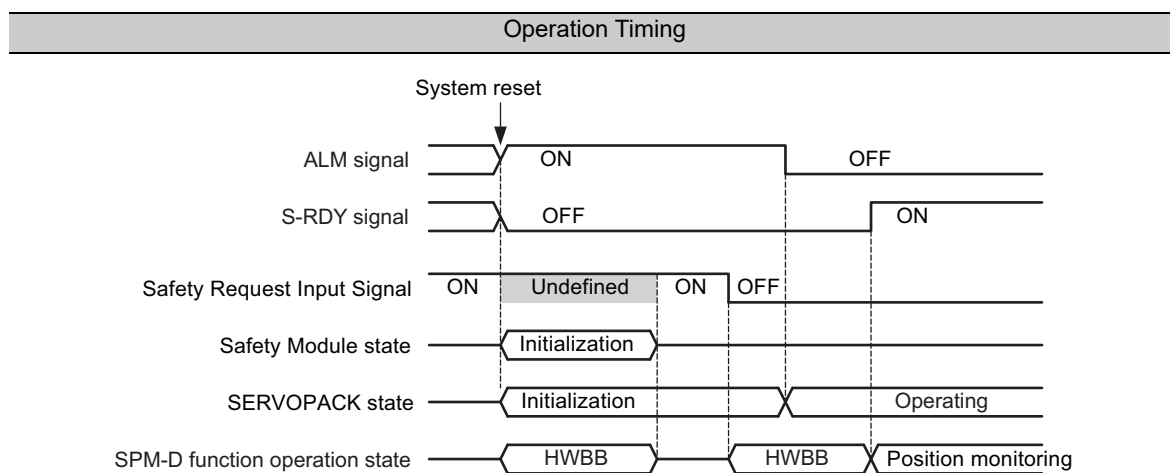 Operation Timing
System reset
ALM signal ON OFF
S-RDY signal OFF ON
Safety Request Input Signal ON Undefined ON OFF
Safety Module state Initialization
SERVOPACK state Initialization Operating
SPM-D function operation state HWBB HWBB Position monitoring